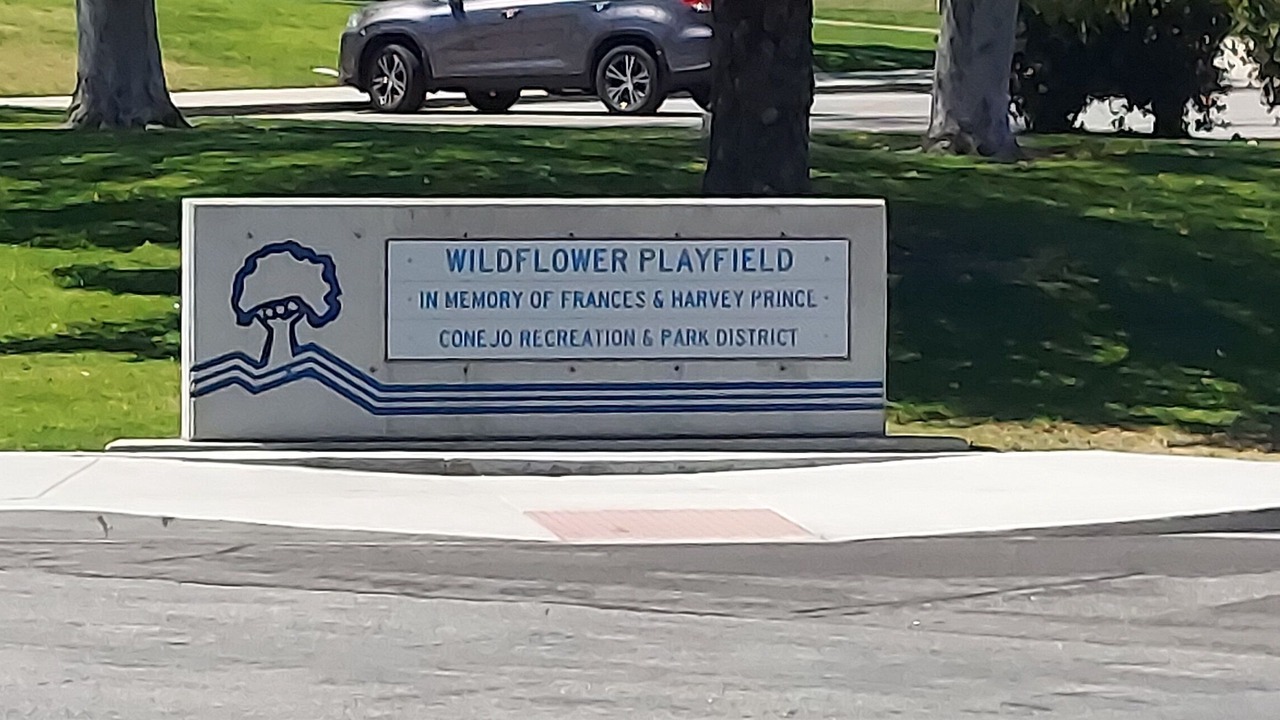 WILDFLOWER PLAYFIELD
IN MEMORY OF FRANCES & HARVEY PRINCE
CONEJO RECREATION & PARK DISTRICT